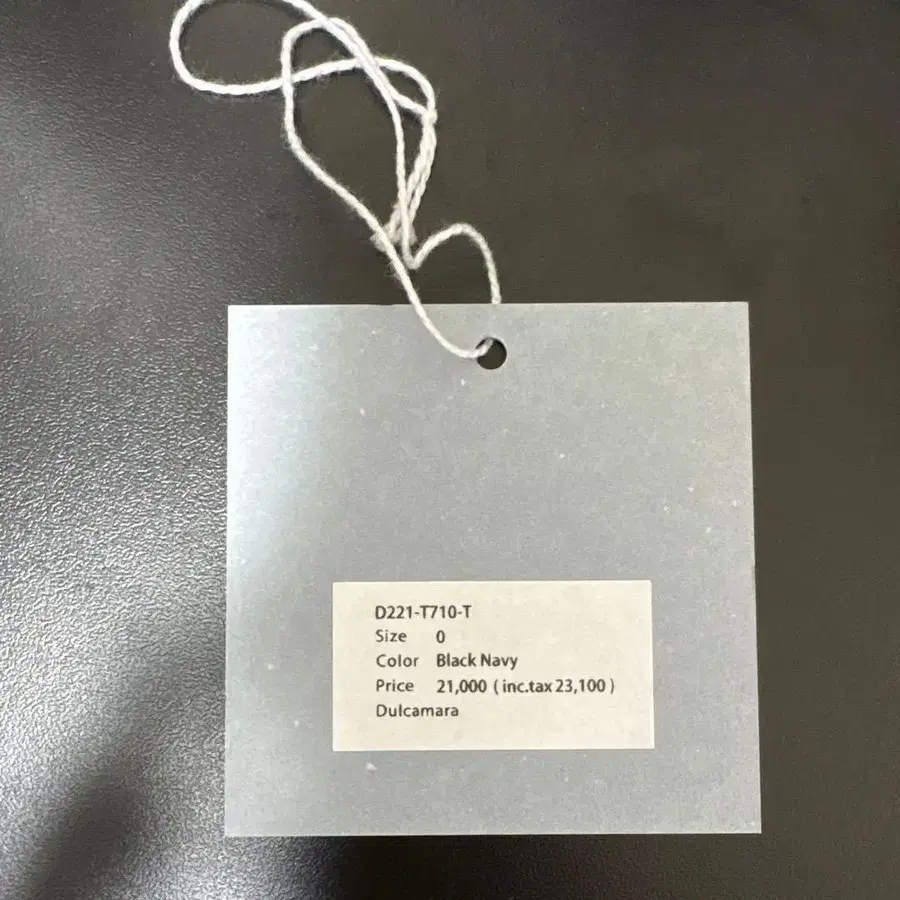 D221-T710-T
Size 0
Color Black Navy
Price 21,000 ( inc.tax 23,100 )
Dulcamara